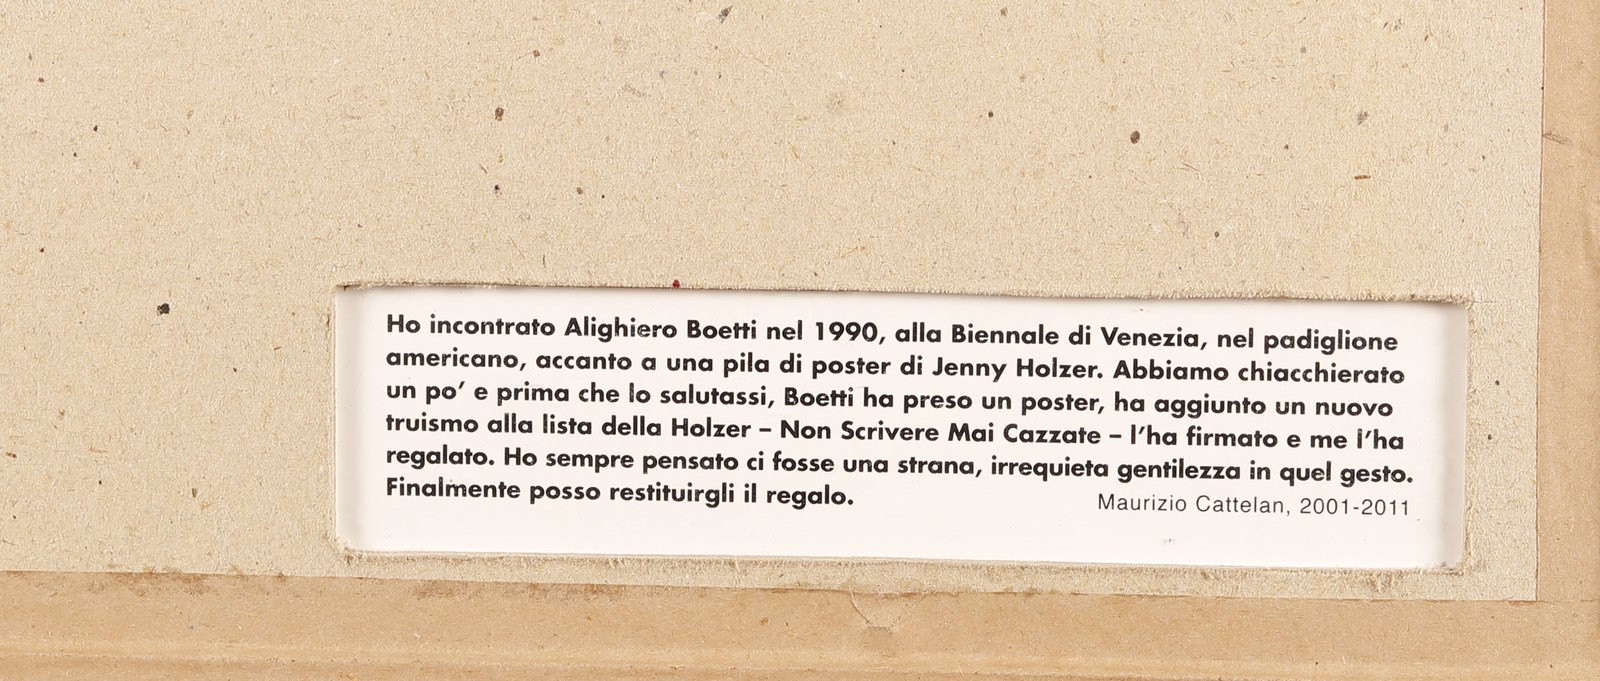 Ho incontrato Alighiero Boetti nel 1990, alla Biennale di Venezia, nel padiglione
americano, accanto a una pila di poster di Jenny Holzer. Abbiamo chiacchierato
un po' e prima che lo salutassi, Boetti ha preso un poster, ha aggiunto un nuovo
truismo alla lista della Holzer – Non Scrivere Mai Cazzate – l'ha firmato e me l'ha
regalato. Ho sempre pensato ci fosse una strana, irrequieta gentilezza in quel gesto.
Finalmente posso restituirgli il regalo.
Maurizio Cattelan, 2001-2011